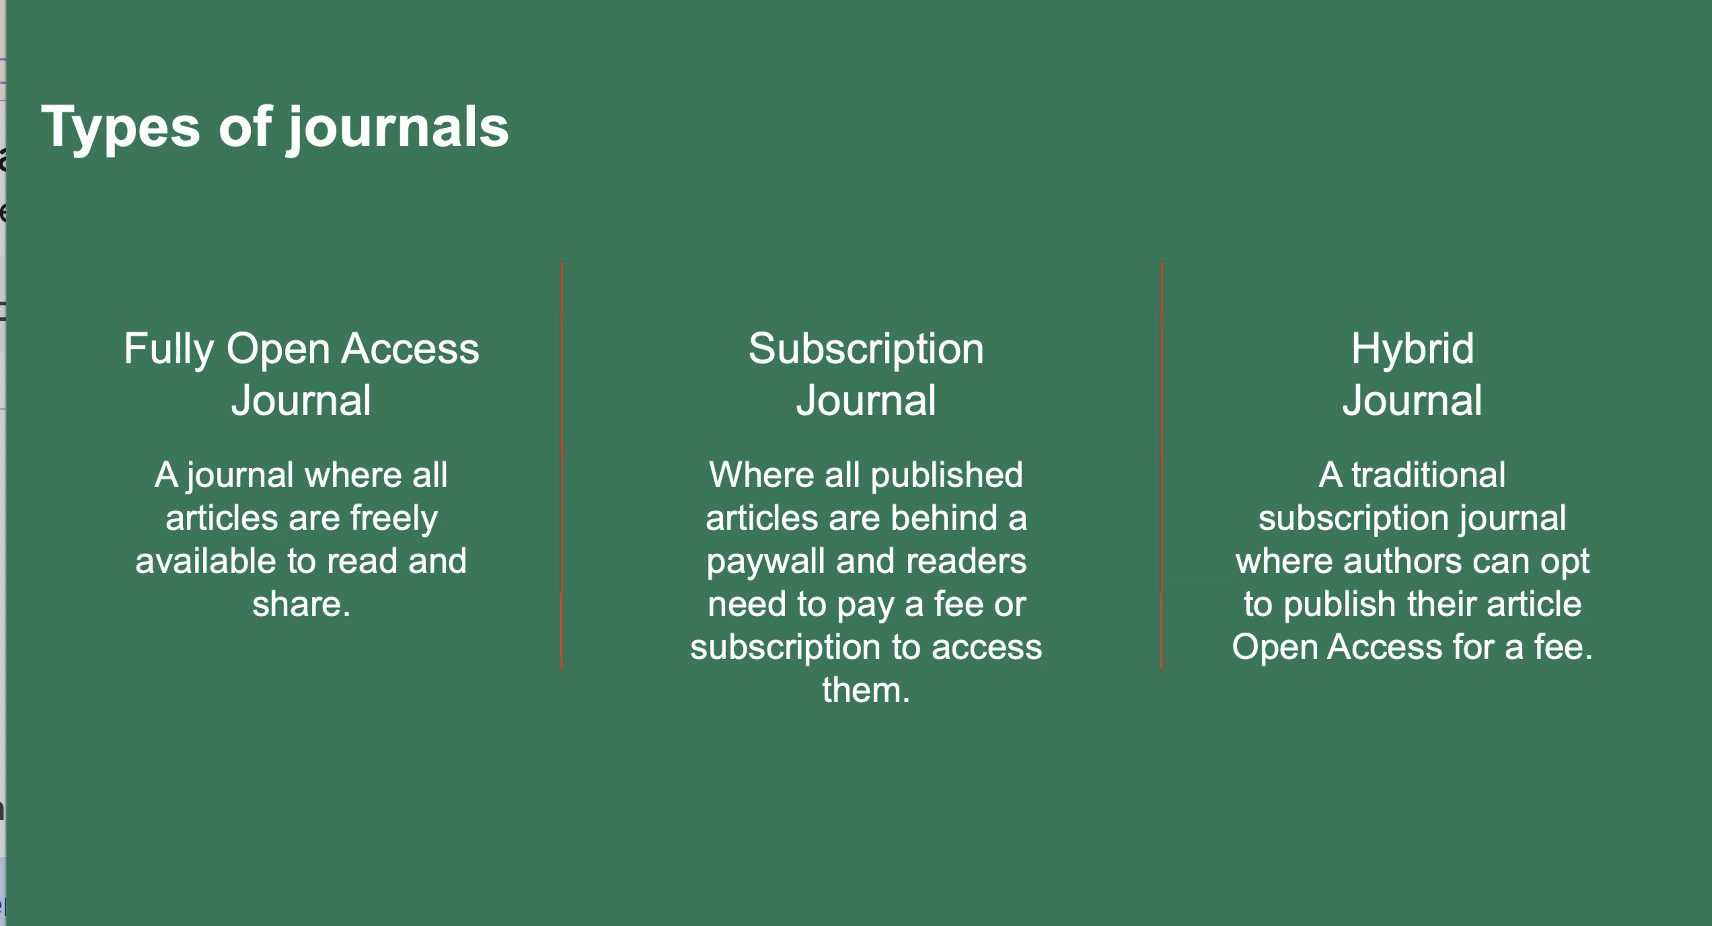 Types of journals
Fully Open Access
Journal
A journal where all
articles are freely
available to read and
share.
Subscription
Journal
Where all published
articles are behind a
paywall and readers
need to pay a fee or
subscription to access
them.
Hybrid
Journal
A traditional
subscription journal
where authors can opt
to publish their article
Open Access for a fee.